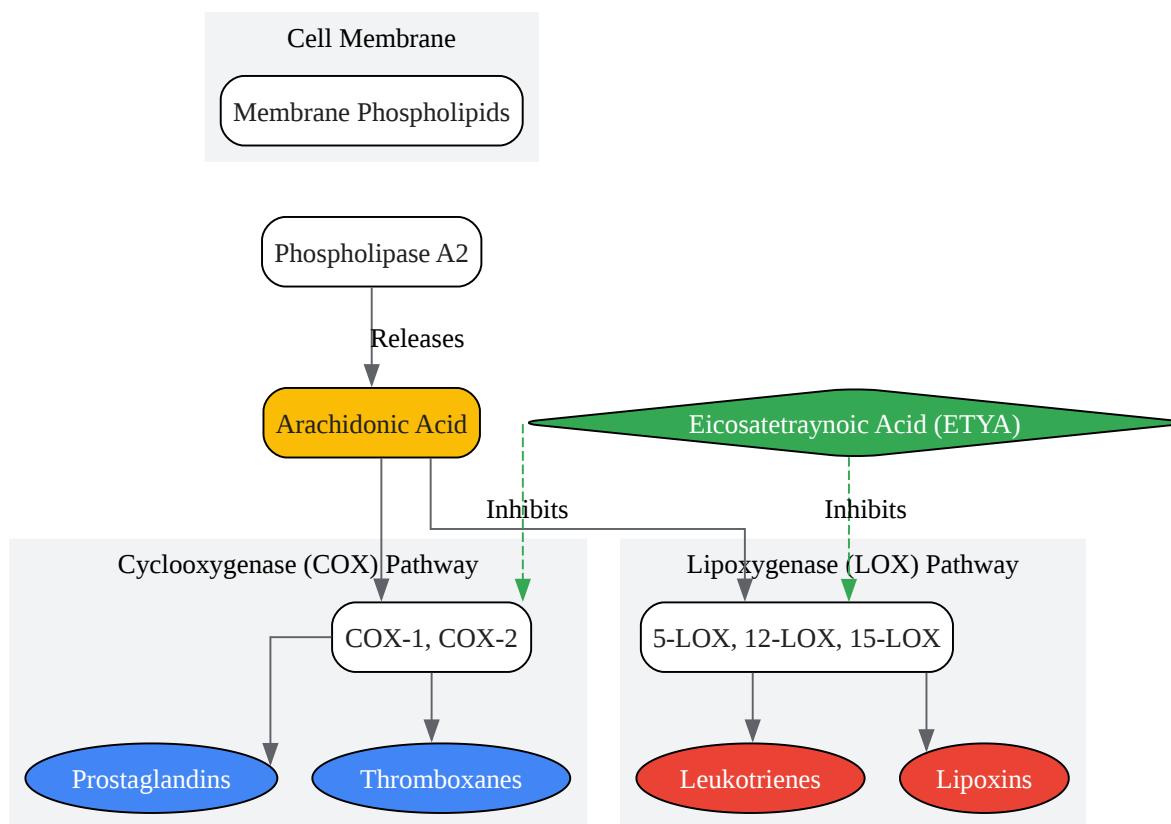 Cell Membrane
Membrane Phospholipids
Phospholipase A2
Releases
Arachidonic Acid
Eicosatetraynoic Acid (ETYA)
Inhibits
Inhibits
Cyclooxygenase (COX) Pathway
Lipoxygenase (LOX) Pathway
COX-1, COX-2
5-LOX, 12-LOX, 15-LOX
Prostaglandins
Thromboxanes
Leukotrienes
Lipoxins